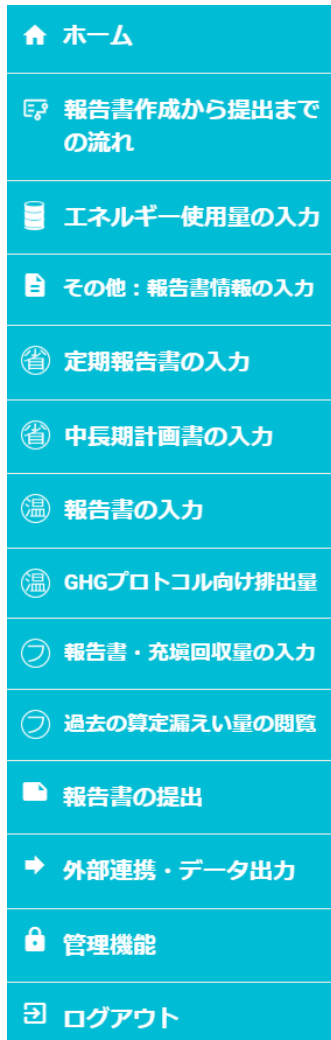 ホーム
報告書作成から提出まで
の流れ
エネルギー使用量の入力
その他：報告書情報の入力
省 定期報告書の入力
省 中長期計画書の入力
温 報告書の入力
温 GHGプロトコル向け排出量
フ 報告書・充塡回収量の入力
フ 過去の算定漏えい量の閲覧
報告書の提出
外部連携・データ出力
管理機能
ログアウト